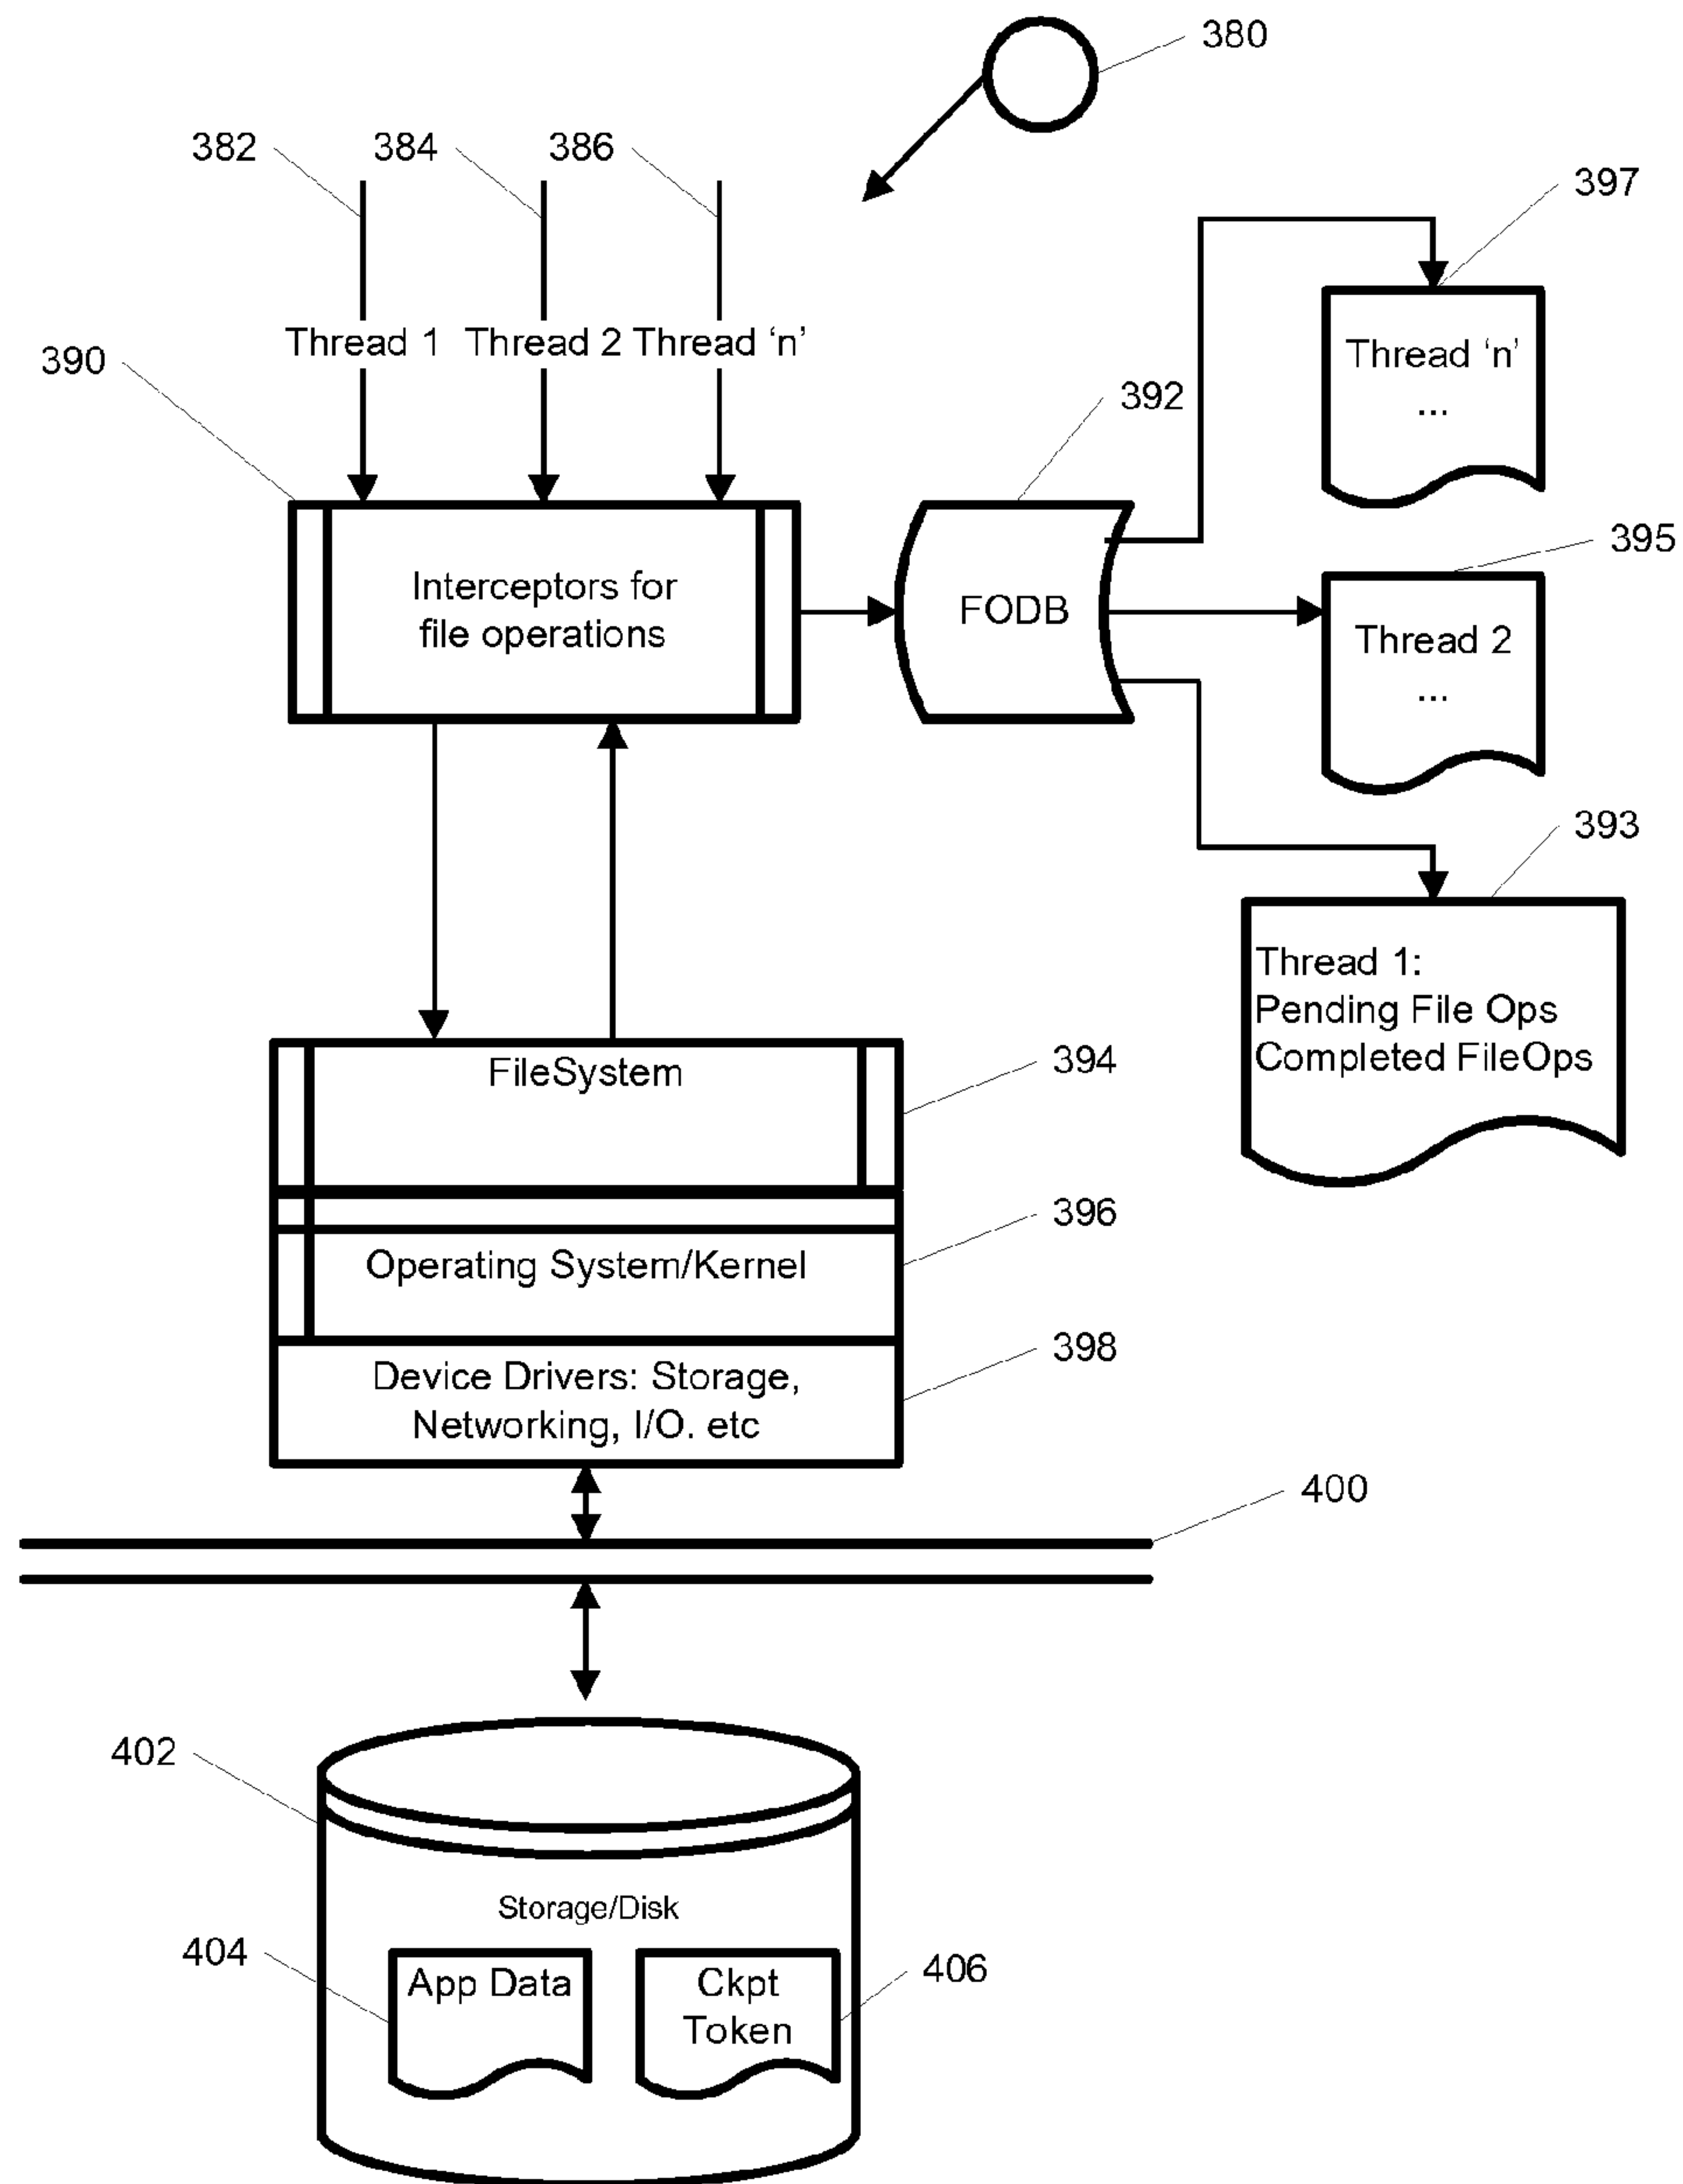 380
382
384
386
397
Thread 1
Thread 2
Thread ‘n’
390
Thread ‘n’
...
392
395
Interceptors for
file operations
FODB
Thread 2
...
393
Thread 1:
Pending File Ops
Completed FileOps
FileSystem
394
396
Operating System/Kernel
398
Device Drivers: Storage,
Networking, I/O. etc
400
402
Storage/Disk
404
App Data
Ckpt
Token
406